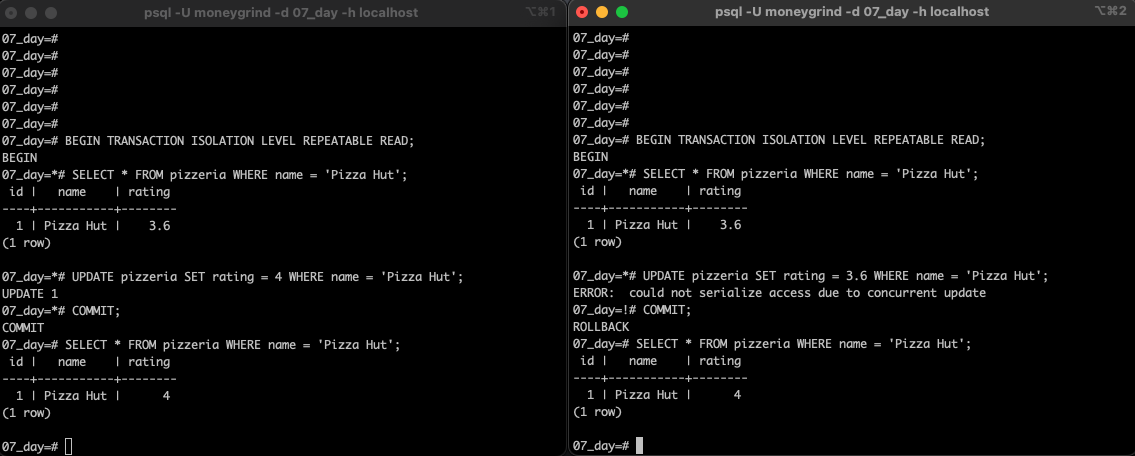 psql -U moneygrind -d 07_day -h localhost
⌥⌘1
07_day=#
07_day=#
07_day=#
07_day=#
07_day=#
07_day=#
07_day=# BEGIN TRANSACTION ISOLATION LEVEL REPEATABLE READ;
BEGIN
07_day=*# SELECT * FROM pizzeria WHERE name = 'Pizza Hut';
 id |   name    | rating
----+-----------+--------
  1 | Pizza Hut |    3.6
(1 row)

07_day=*# UPDATE pizzeria SET rating = 4 WHERE name = 'Pizza Hut';
UPDATE 1
07_day=*# COMMIT;
COMMIT
07_day=# SELECT * FROM pizzeria WHERE name = 'Pizza Hut';
 id |   name    | rating
----+-----------+--------
  1 | Pizza Hut |      4
(1 row)

07_day=#
psql -U moneygrind -d 07_day -h localhost
⌥⌘2
07_day=#
07_day=#
07_day=#
07_day=#
07_day=#
07_day=#
07_day=# BEGIN TRANSACTION ISOLATION LEVEL REPEATABLE READ;
BEGIN
07_day=*# SELECT * FROM pizzeria WHERE name = 'Pizza Hut';
 id |   name    | rating
----+-----------+--------
  1 | Pizza Hut |    3.6
(1 row)

07_day=*# UPDATE pizzeria SET rating = 3.6 WHERE name = 'Pizza Hut';
ERROR:  could not serialize access due to concurrent update
07_day=!# COMMIT;
ROLLBACK
07_day=# SELECT * FROM pizzeria WHERE name = 'Pizza Hut';
 id |   name    | rating
----+-----------+--------
  1 | Pizza Hut |      4
(1 row)

07_day=#